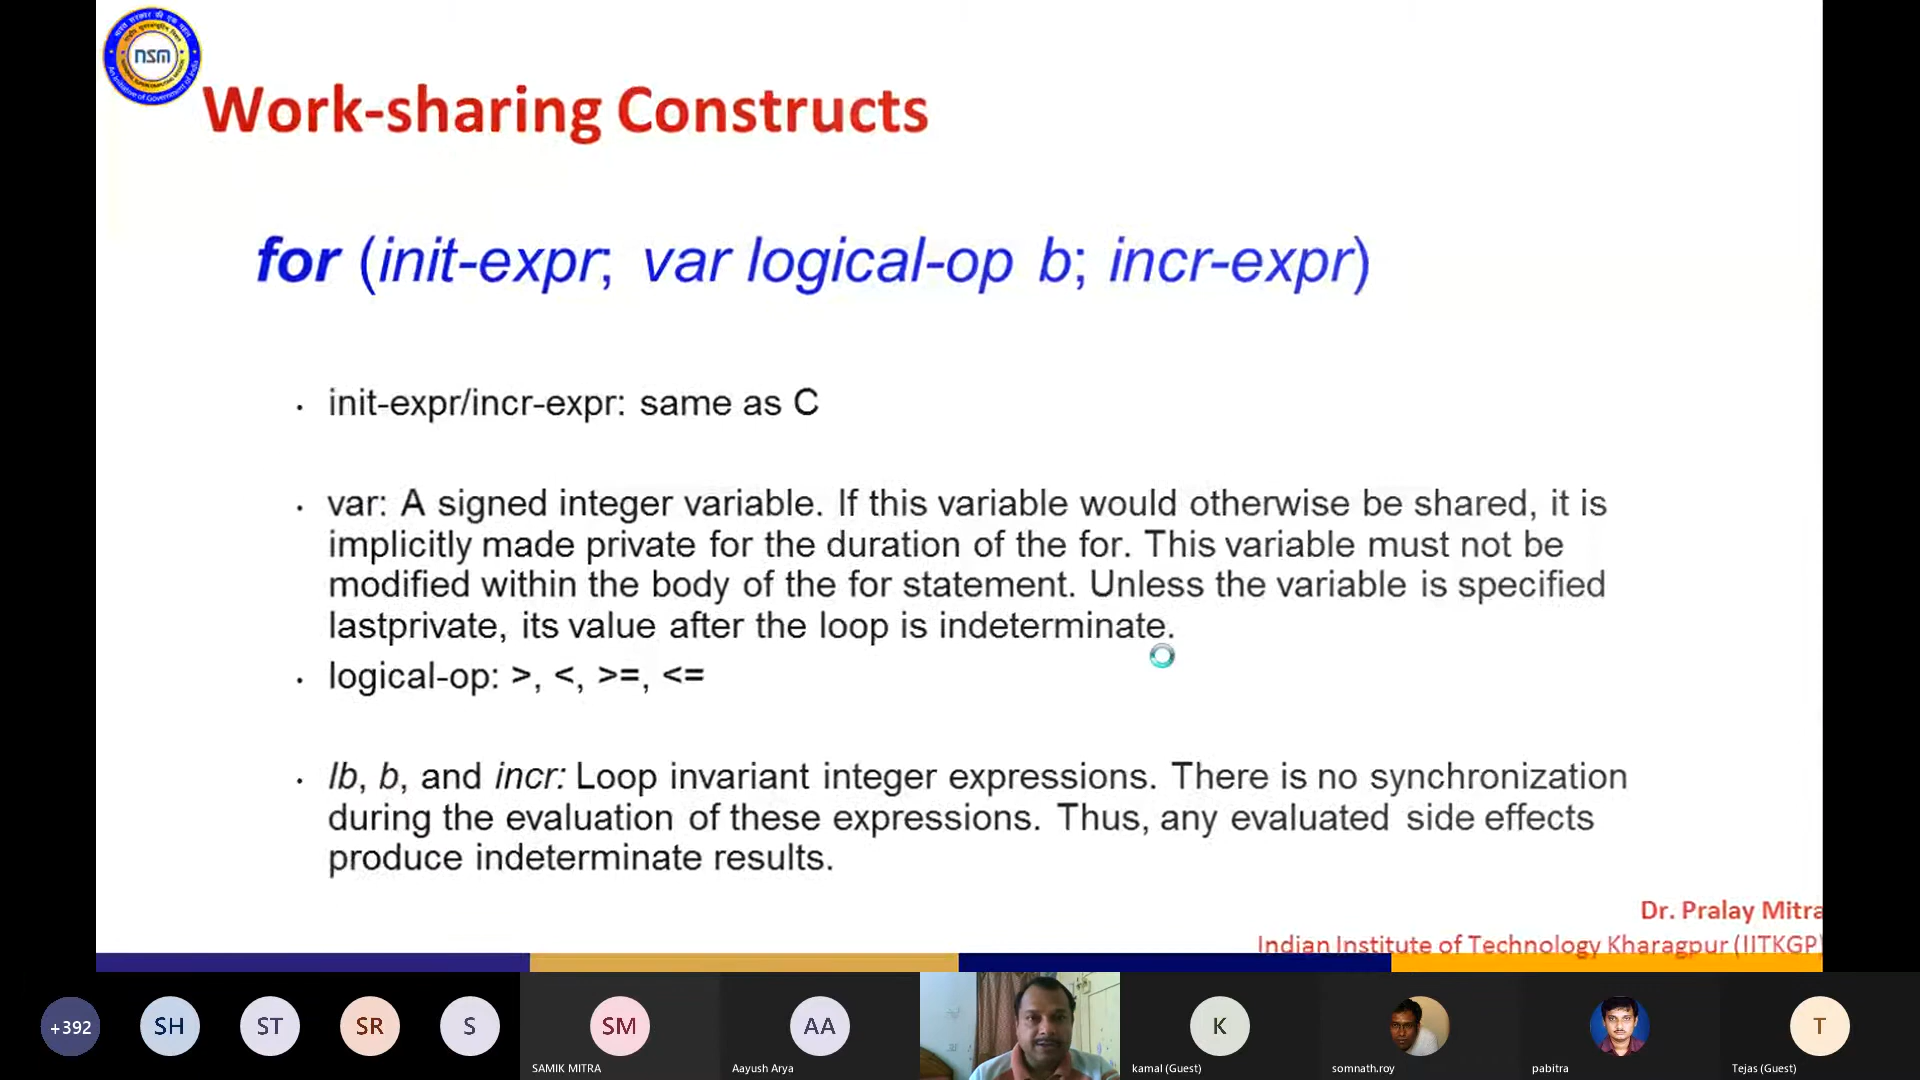 nsm
Work-sharing Constructs
for (init-expr; var logical-op b; incr-expr)
• init-expr/incr-expr: same as C
• var: A signed integer variable. If this variable would otherwise be shared, it is
implicitly made private for the duration of the for. This variable must not be
modified within the body of the for statement. Unless the variable is specified
lastprivate, its value after the loop is indeterminate.
• logical-op: >, <, >=, <=
• lb, b, and incr: Loop invariant integer expressions. There is no synchronization
during the evaluation of these expressions. Thus, any evaluated side effects
produce indeterminate results.
Dr. Pralay Mitra
Indian Institute of Technology Kharagpur (IITKGP)
+392 SH ST SR S SM AA K T
SAMIK MITRA Aayush Arya kamal (Guest) somnath.roy pabitra Tejas (Guest)